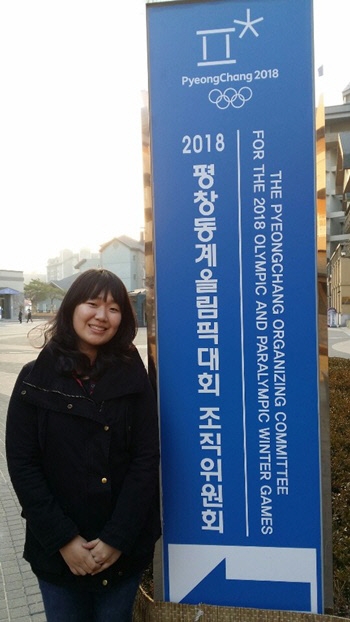 PyeongChang 2018
2018 평창동계올림픽대회 조직위원회
THE PYEONGCHANG ORGANIZING COMMITTEE
FOR THE 2018 OLYMPIC AND PARALYMPIC WINTER GAMES